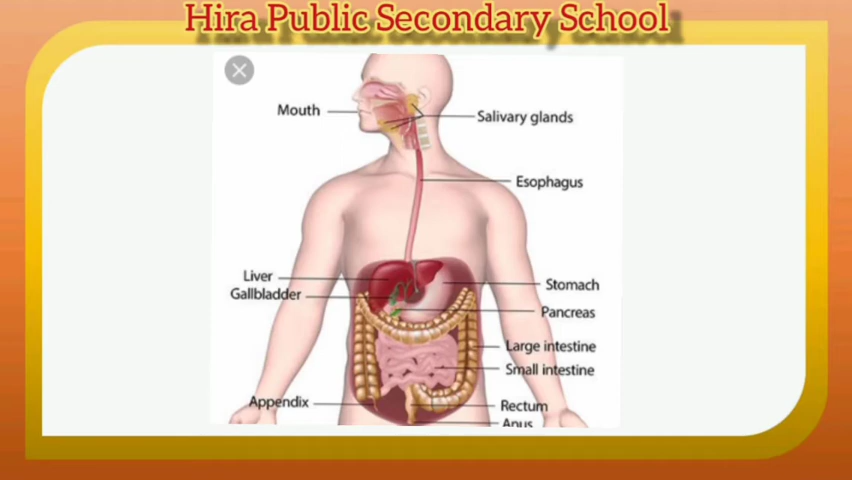 Hira Public Secondary School
Mouth
Salivary glands
Esophagus
Liver
Gallbladder
Stomach
Pancreas
Large intestine
Small intestine
Appendix
Rectum
Anus